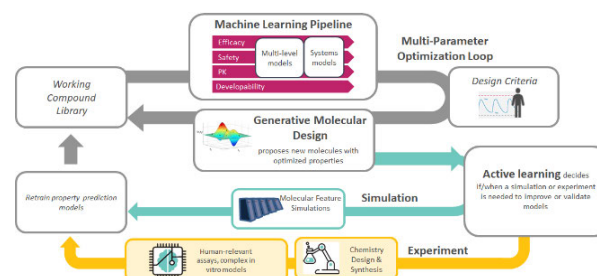 Machine Learning Pipeline
Efficacy
Safety
PK
Developability
Multi-level
models
Systems
models
Multi-Parameter
Optimization Loop
Working
Compound
Library
Design Criteria
Generative Molecular
Design
proposes new molecules with
optimized properties
Active learning decides
if/when a simulation or experiment
is needed to improve or validate
models
Retrain property prediction
models
Molecular Feature
Simulations
Simulation
Human-relevant
assays, complex in
vitro models
Chemistry
Design &
Synthesis
Experiment